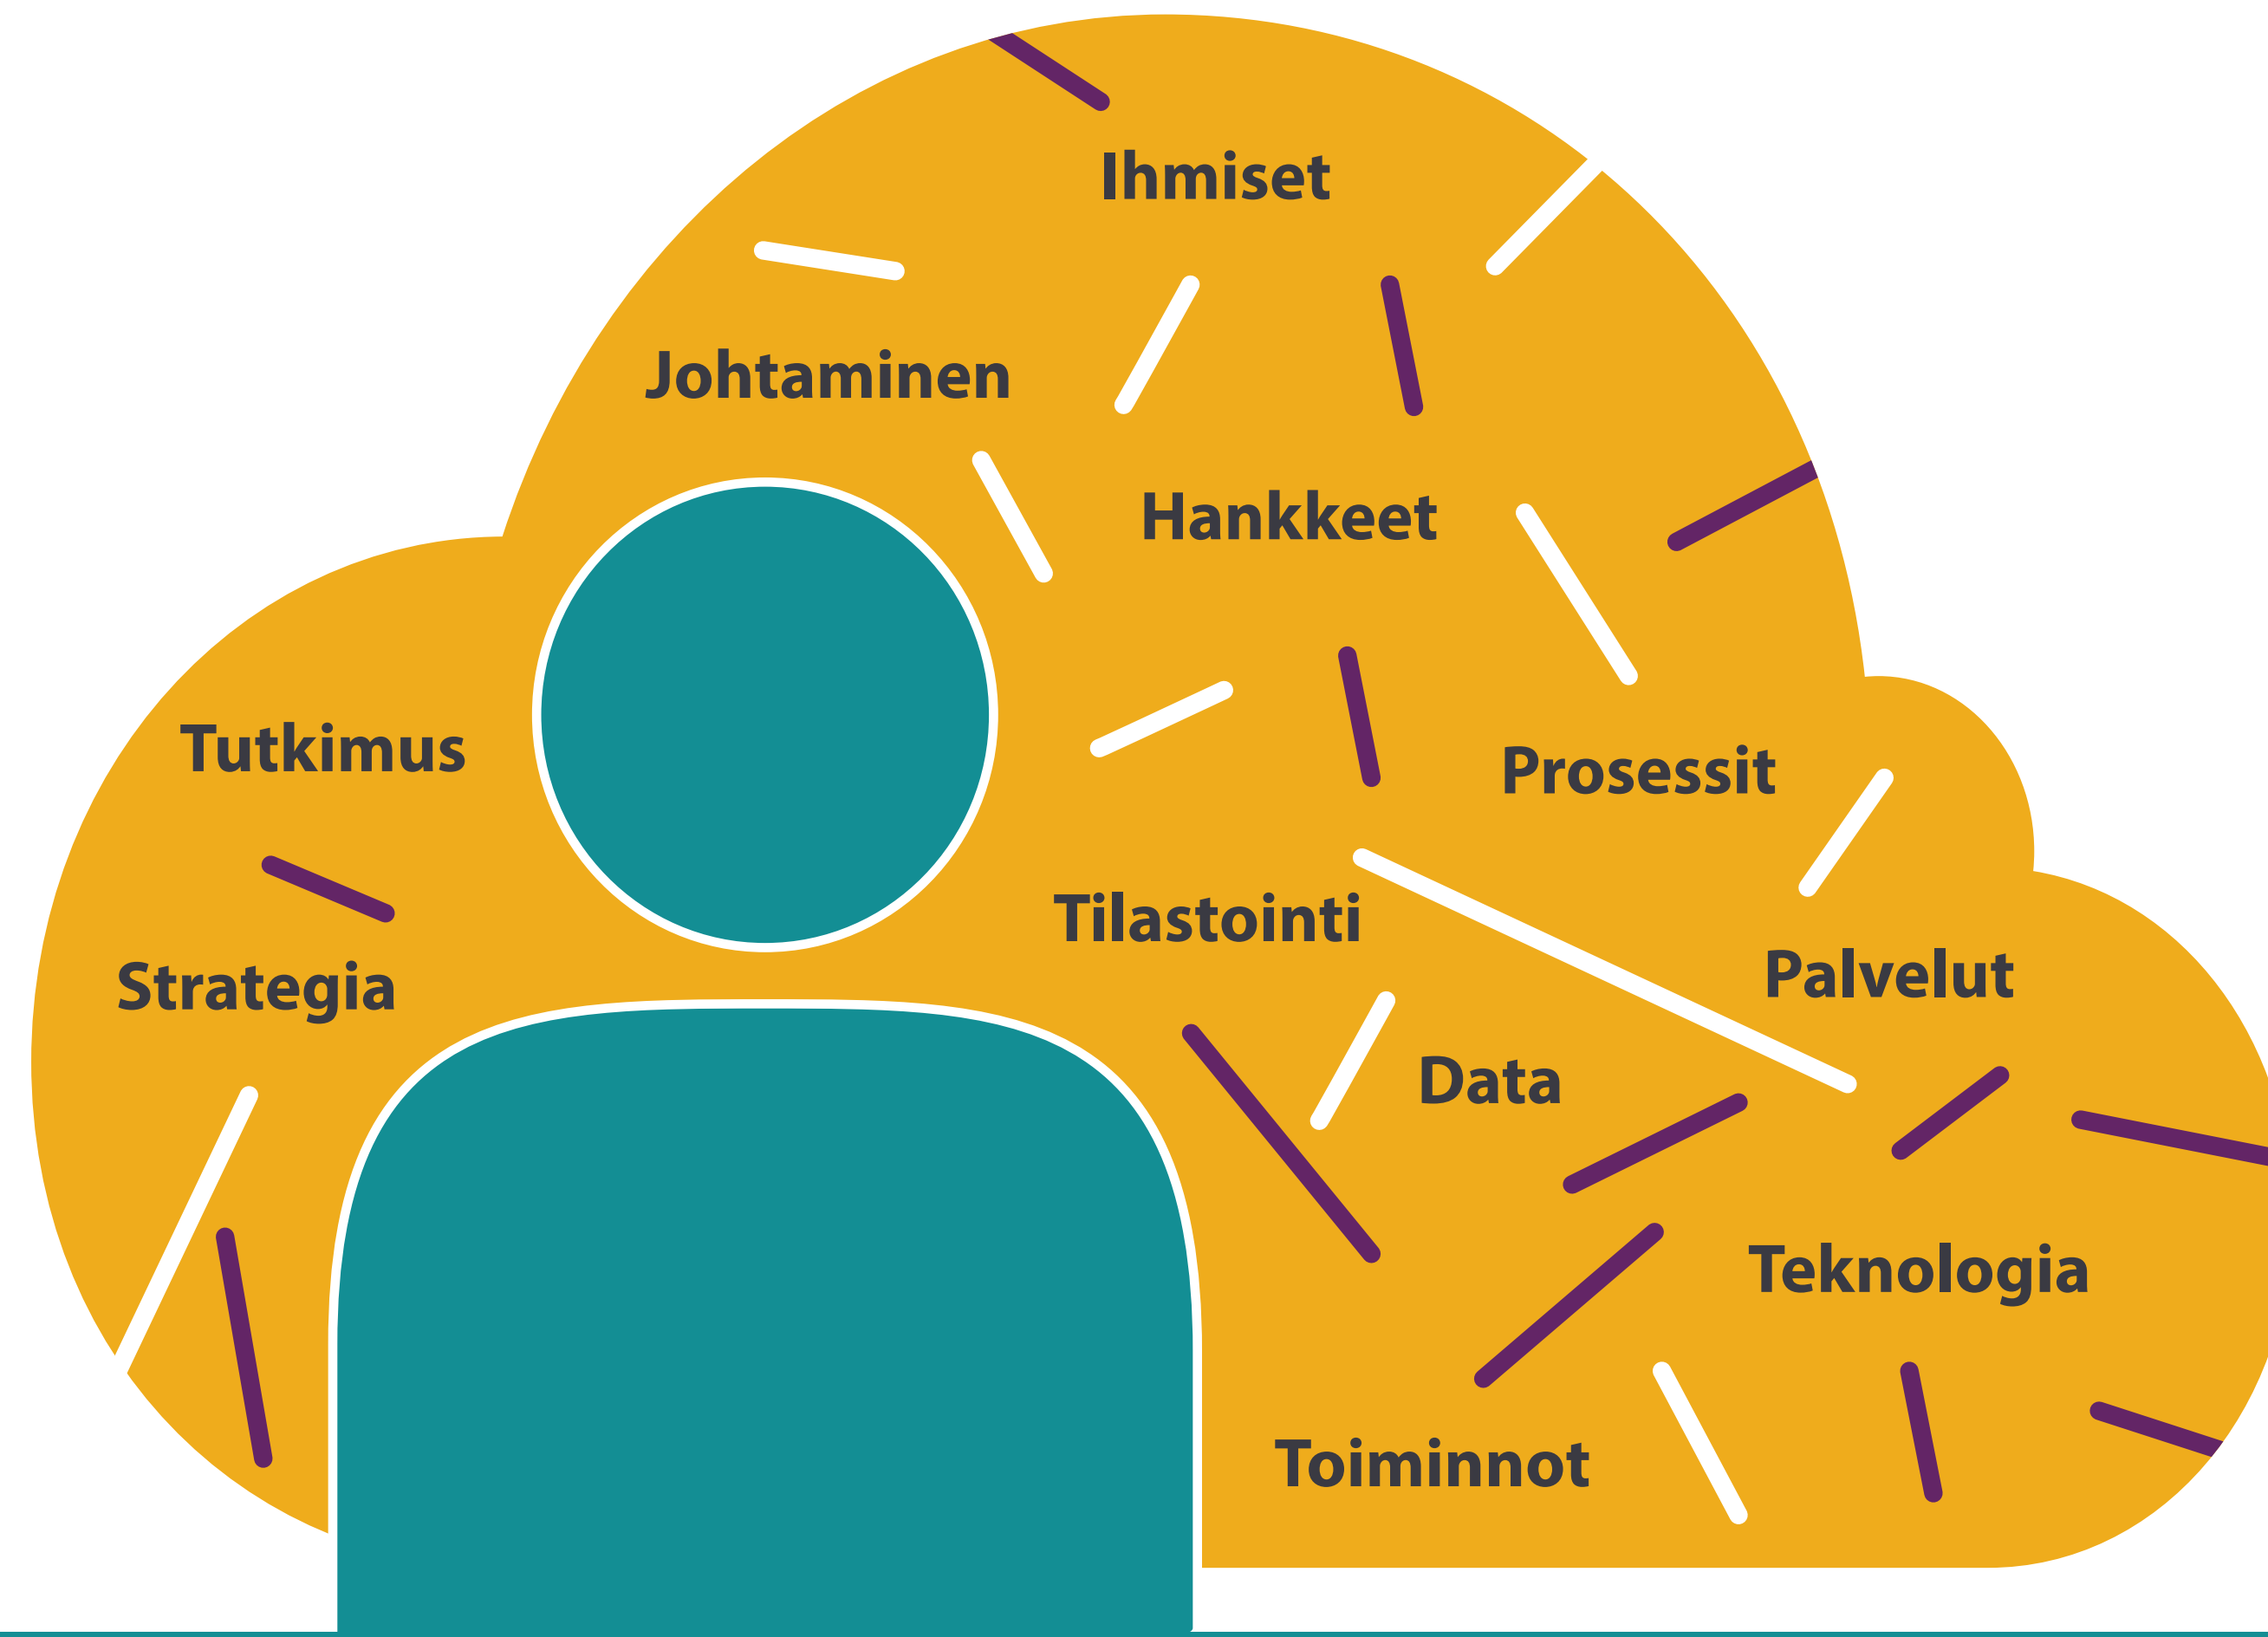 Ihmiset
Johtaminen
Hankkeet
Tutkimus
Prosessit
Tilastointi
Palvelut
Strategia
Data
Teknologia
Toiminnot